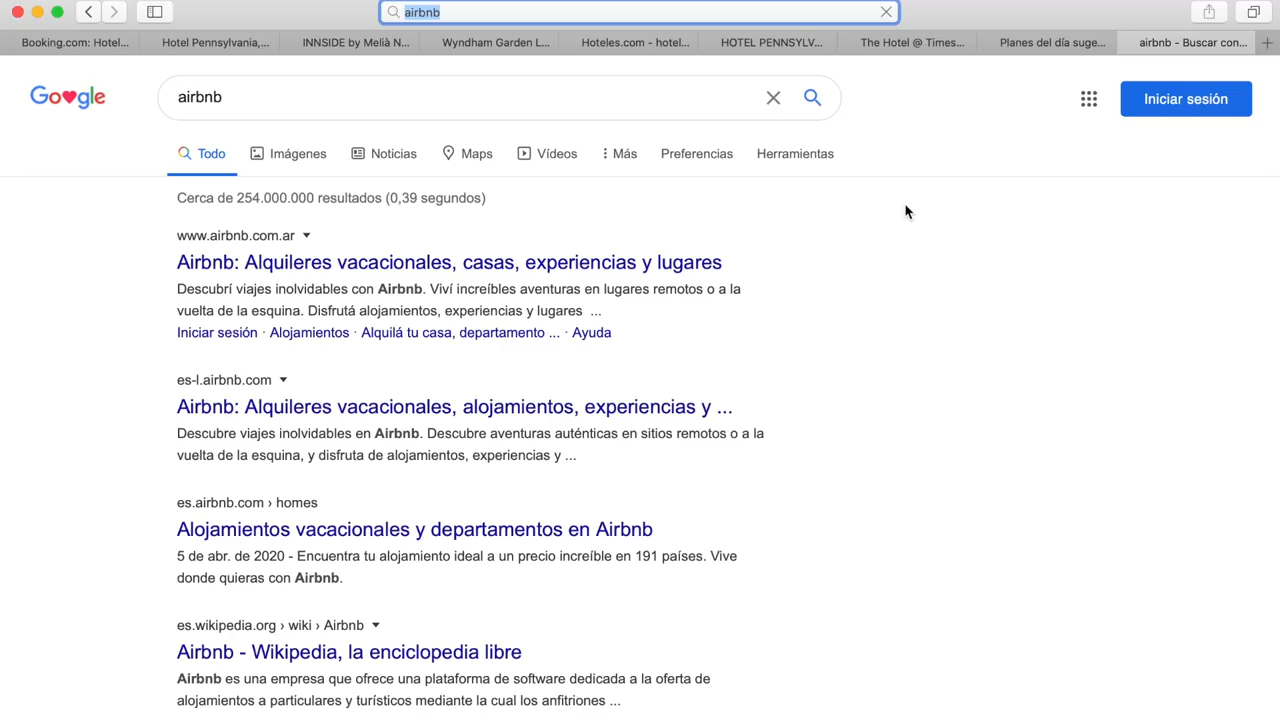 airbnb
Booking.com: Hotel...
Hotel Pennsylvania,...
INNSIDE by Melià N...
Wyndham Garden L...
Hoteles.com - hotel...
HOTEL PENNSYLV...
The Hotel @ Times...
Planes del día suge...
airbnb - Buscar con...
Google
airbnb
Iniciar sesión
Todo
Imágenes
Noticias
Maps
Vídeos
Más
Preferencias
Herramientas
Cerca de 254.000.000 resultados (0,39 segundos)
www.airbnb.com.ar
Airbnb: Alquileres vacacionales, casas, experiencias y lugares
Descubrí viajes inolvidables con Airbnb. Viví increíbles aventuras en lugares remotos o a la
vuelta de la esquina. Disfrutá alojamientos, experiencias y lugares ...
Iniciar sesión · Alojamientos · Alquilá tu casa, departamento ... · Ayuda
es-l.airbnb.com
Airbnb: Alquileres vacacionales, alojamientos, experiencias y ...
Descubre viajes inolvidables en Airbnb. Descubre aventuras auténticas en sitios remotos o a la
vuelta de la esquina, y disfruta de alojamientos, experiencias y ...
es.airbnb.com › homes
Alojamientos vacacionales y departamentos en Airbnb
5 de abr. de 2020 - Encuentra tu alojamiento ideal a un precio increíble en 191 países. Vive
donde quieras con Airbnb.
es.wikipedia.org › wiki › Airbnb
Airbnb - Wikipedia, la enciclopedia libre
Airbnb es una empresa que ofrece una plataforma de software dedicada a la oferta de
alojamientos a particulares y turísticos mediante la cual los anfitriones ...